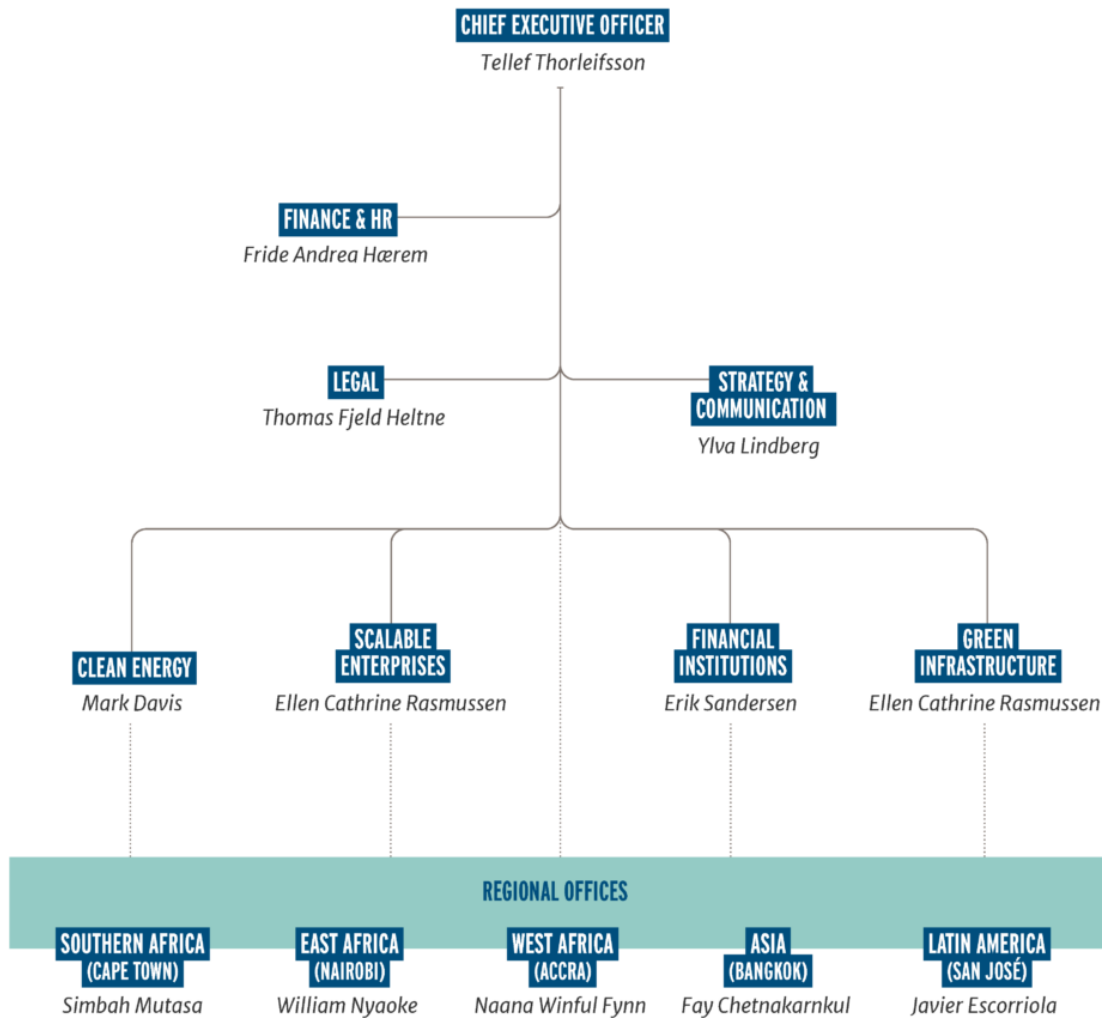 CHIEF EXECUTIVE OFFICER
Tellef Thorleifsson
FINANCE & HR
Fride Andrea Hærem
LEGAL
Thomas Fjeld Heltne
STRATEGY &
COMMUNICATION
Ylva Lindberg
CLEAN ENERGY
Mark Davis
SCALABLE
ENTERPRISES
Ellen Cathrine Rasmussen
FINANCIAL
INSTITUTIONS
Erik Sandersen
GREEN
INFRASTRUCTURE
Ellen Cathrine Rasmussen
REGIONAL OFFICES
SOUTHERN AFRICA
(CAPE TOWN)
Simbah Mutasa
EAST AFRICA
(NAIROBI)
William Nyaoke
WEST AFRICA
(ACCRA)
Naana Winful Fynn
ASIA
(BANGKOK)
Fay Chetnakarnkul
LATIN AMERICA
(SAN JOSÉ)
Javier Escorriola